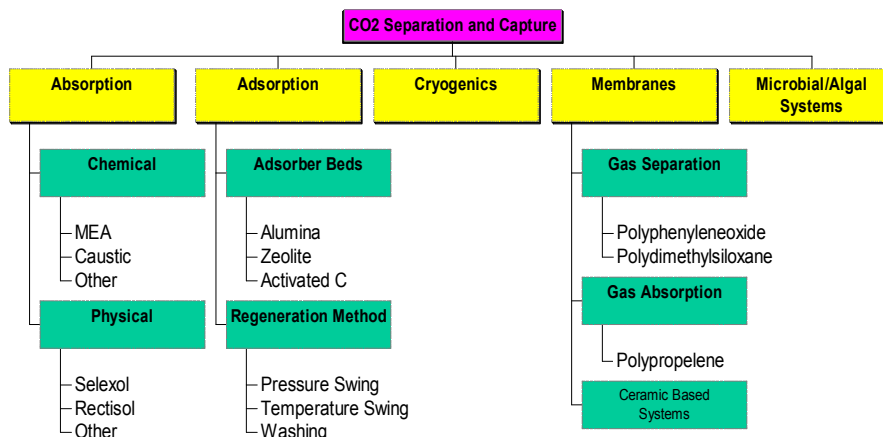 CO2 Separation and Capture
Absorption
Adsorption
Cryogenics
Membranes
Microbial/Algal
Systems
Chemical
MEA
Caustic
Other
Physical
Selexol
Rectisol
Other
Adsorber Beds
Alumina
Zeolite
Activated C
Regeneration Method
Pressure Swing
Temperature Swing
Washing
Gas Separation
Polyphenyleneoxide
Polydimethylsiloxane
Gas Absorption
Polypropelene
Ceramic Based
Systems